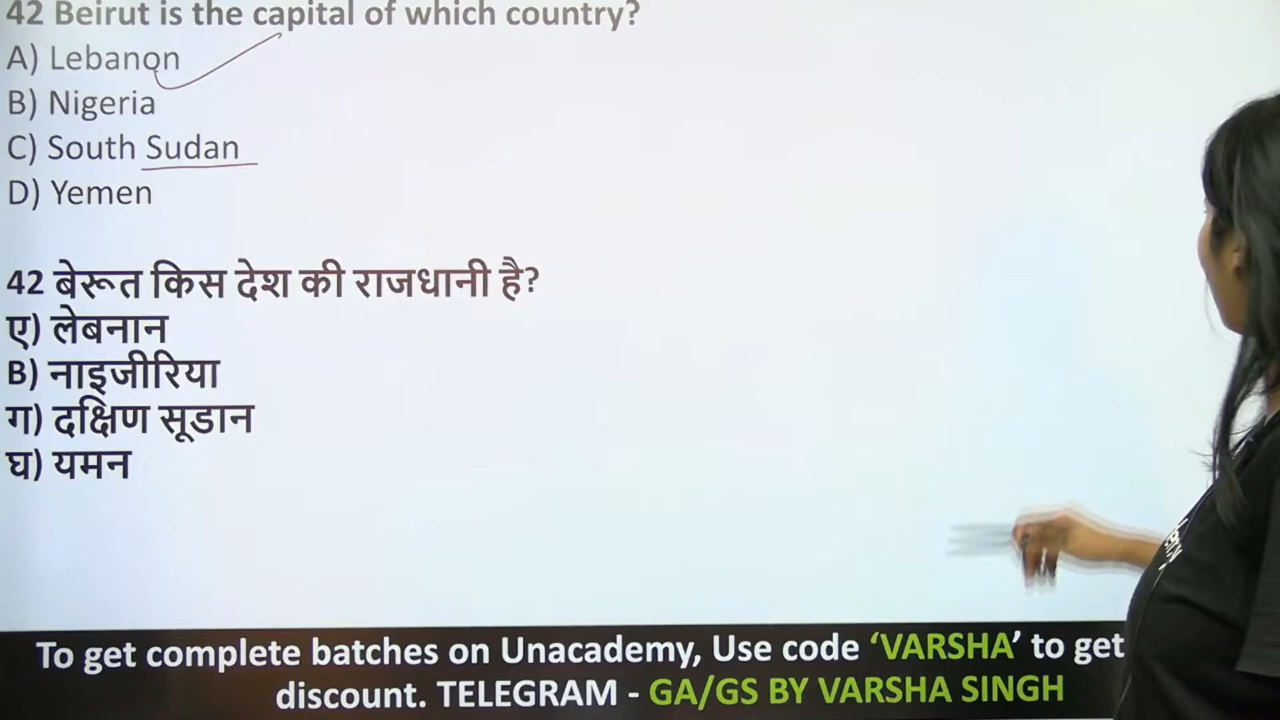 42 Beirut is the capital of which country?
A) Lebanon
B) Nigeria
C) South Sudan
D) Yemen
42 बेरूत किस देश की राजधानी है?
ए) लेबनान
B) नाइजीरिया
ग) दक्षिण सूडान
घ) यमन
To get complete batches on Unacademy, Use code ‘VARSHA’ to get
discount. TELEGRAM - GA/GS BY VARSHA SINGH